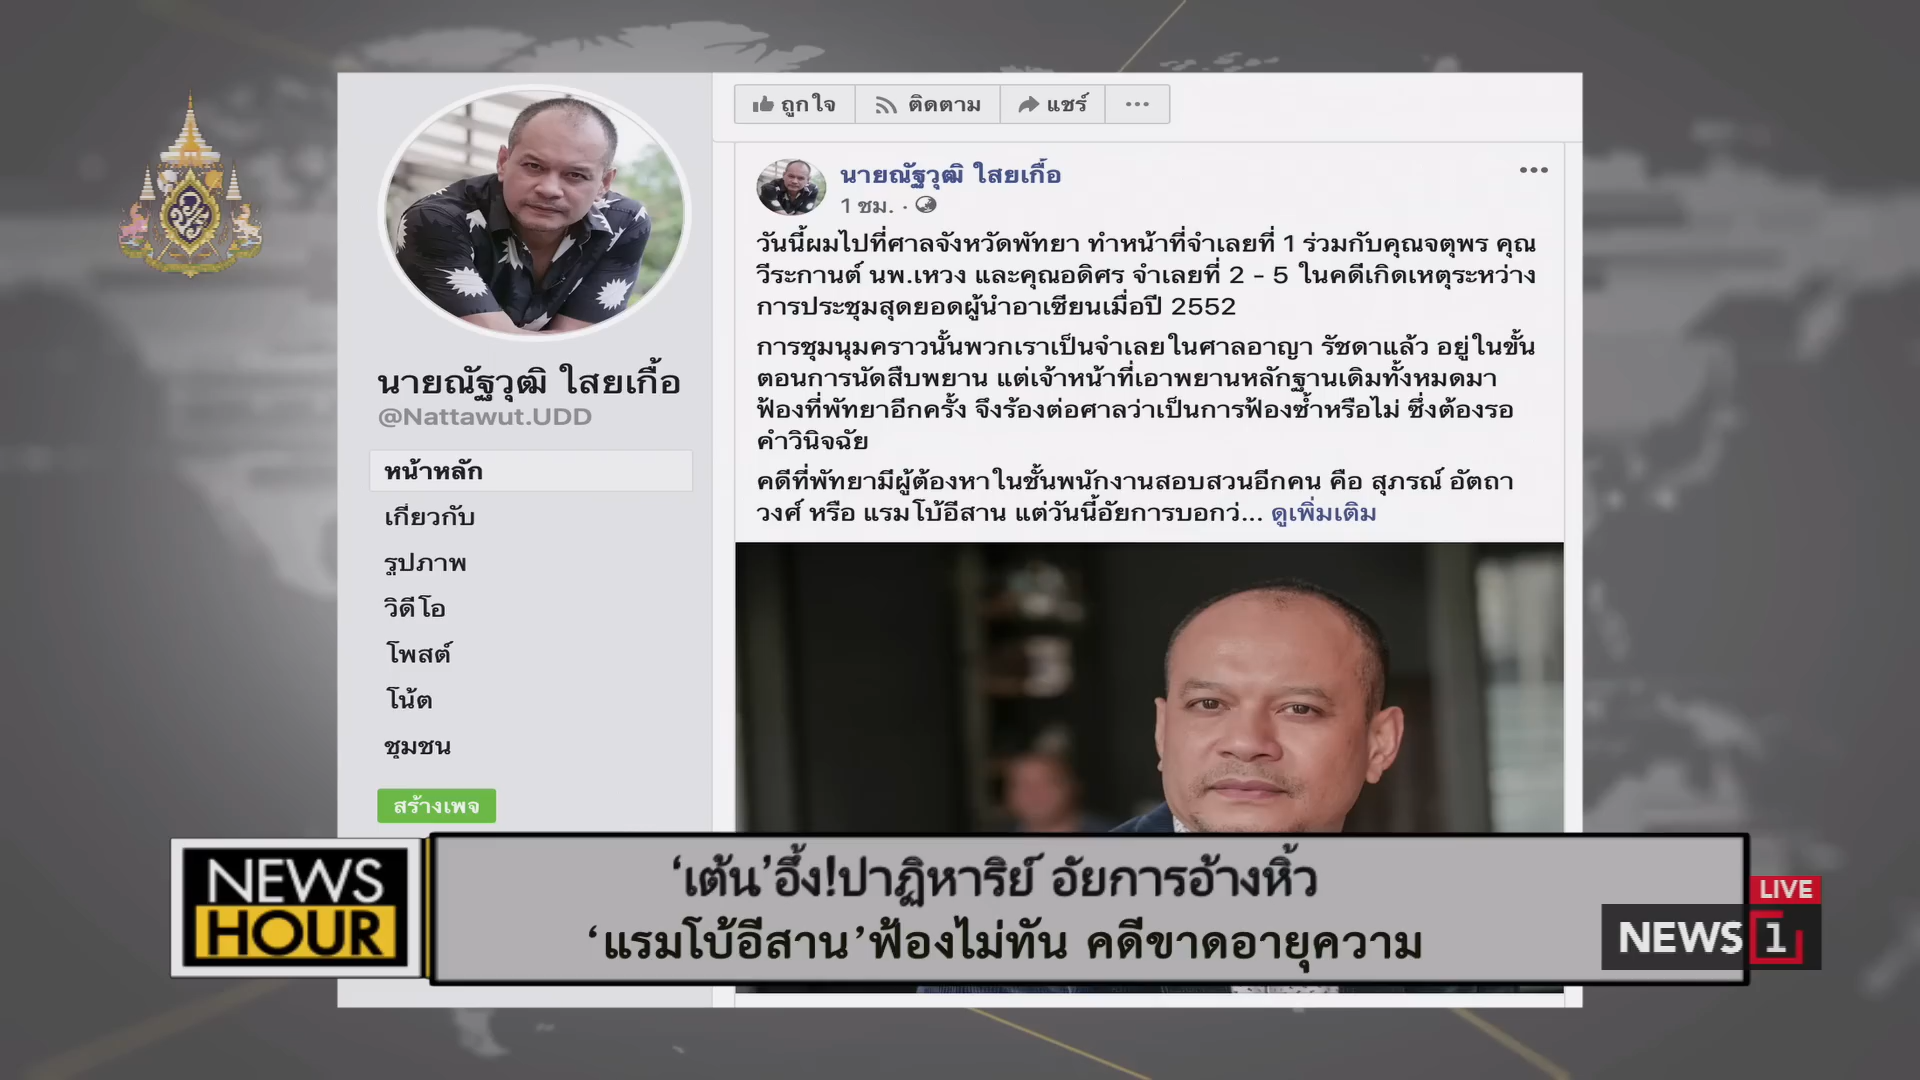 ถูกใจ
ติดตาม
แชร์
นายณัฐวุฒิ ใสยเกื้อ
1 ชม.
วันนี้ผมไปที่ศาลจังหวัดพัทยา ทำหน้าที่จำเลยที่ 1 ร่วมกับคุณจตุพร คุณ
วีระกานต์ นพ.เหวง และคุณอดิศร จำเลยที่ 2 - 5 ในคดีเกิดเหตุระหว่าง
การประชุมสุดยอดผู้นำอาเซียนเมื่อปี 2552
การชุมนุมคราวนั้นพวกเราเป็นจำเลยในศาลอาญา รัชดาแล้ว อยู่ในขั้น
ตอนการนัดสืบพยาน แต่เจ้าหน้าที่เอาพยานหลักฐานเดิมทั้งหมดมา
ฟ้องที่พัทยาอีกครั้ง จึงร้องต่อศาลว่าเป็นการฟ้องซ้ำหรือไม่ ซึ่งต้องรอ
คำวินิจฉัย
คดีที่พัทยามีผู้ต้องหาในชั้นพนักงานสอบสวนอีกคน คือ สุภรณ์ อัตถา
วงศ์ หรือ แรมโบ้อีสาน แต่วันนี้อัยการบอกว่... ดูเพิ่มเติม
นายณัฐวุฒิ ใสยเกื้อ
@Nattawut.UDD
หน้าหลัก
เกี่ยวกับ
รูปภาพ
วิดีโอ
โพสต์
โน้ต
ชุมชน
สร้างเพจ
NEWS
HOUR
'เต้น'อึ้ง!ปาฏิหาริย์ อัยการอ้างหิ้ว
'แรมโบ้อีสาน'ฟ้องไม่ทัน คดีขาดอายุความ
LIVE
NEWS 1